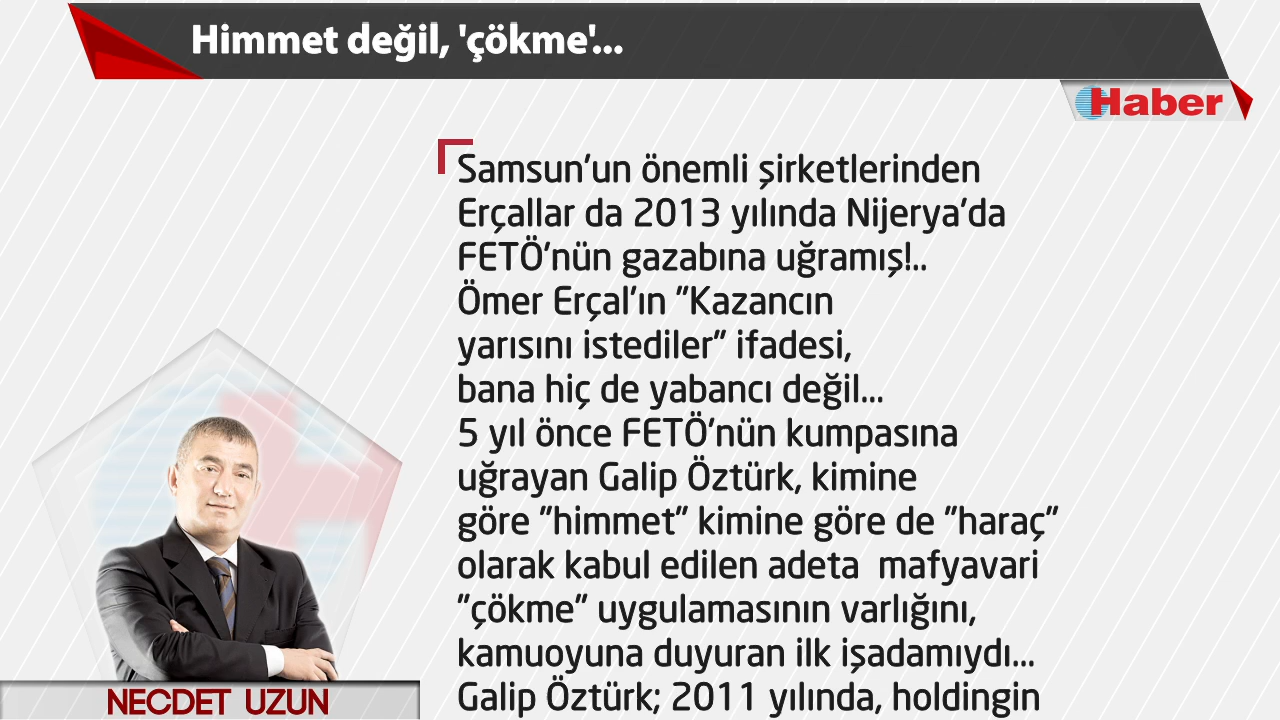 Himmet değil, 'çökme'...
Haber
Samsun'un önemli şirketlerinden
Erçallar da 2013 yılında Nijerya'da
FETÖ'nün gazabına uğramış!..
Ömer Erçal'ın "Kazancın
yarısını istediler" ifadesi,
bana hiç de yabancı değil...
5 yıl önce FETÖ'nün kumpasına
uğrayan Galip Öztürk, kimine
göre "himmet" kimine göre de "haraç"
olarak kabul edilen adeta  mafyavari
"çökme" uygulamasının varlığını,
kamuoyuna duyuran ilk işadamıydı...
Galip Öztürk; 2011 yılında, holdingin
NECDET UZUN